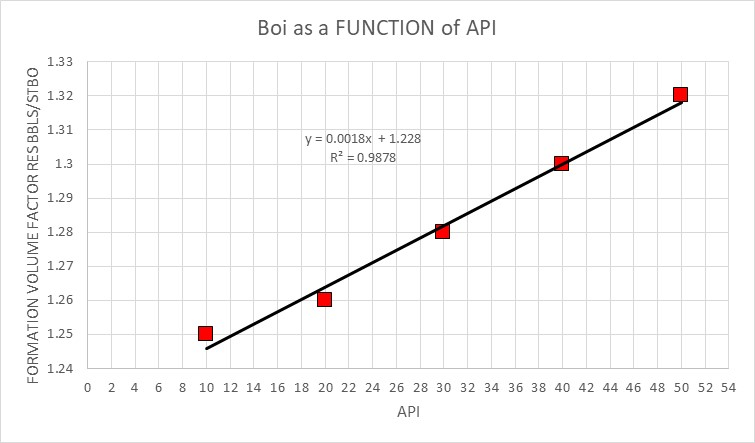 Boi as a FUNCTION of API
FORMATION VOLUME FACTOR RES BBLS/STBO
1.33
1.32
1.31
1.3
1.29
1.28
1.27
1.26
1.25
1.24
y = 0.0018x + 1.228
R² = 0.9878
0 2 4 6 8 10 12 14 16 18 20 22 24 26 28 30 32 34 36 38 40 42 44 46 48 50 52 54
API